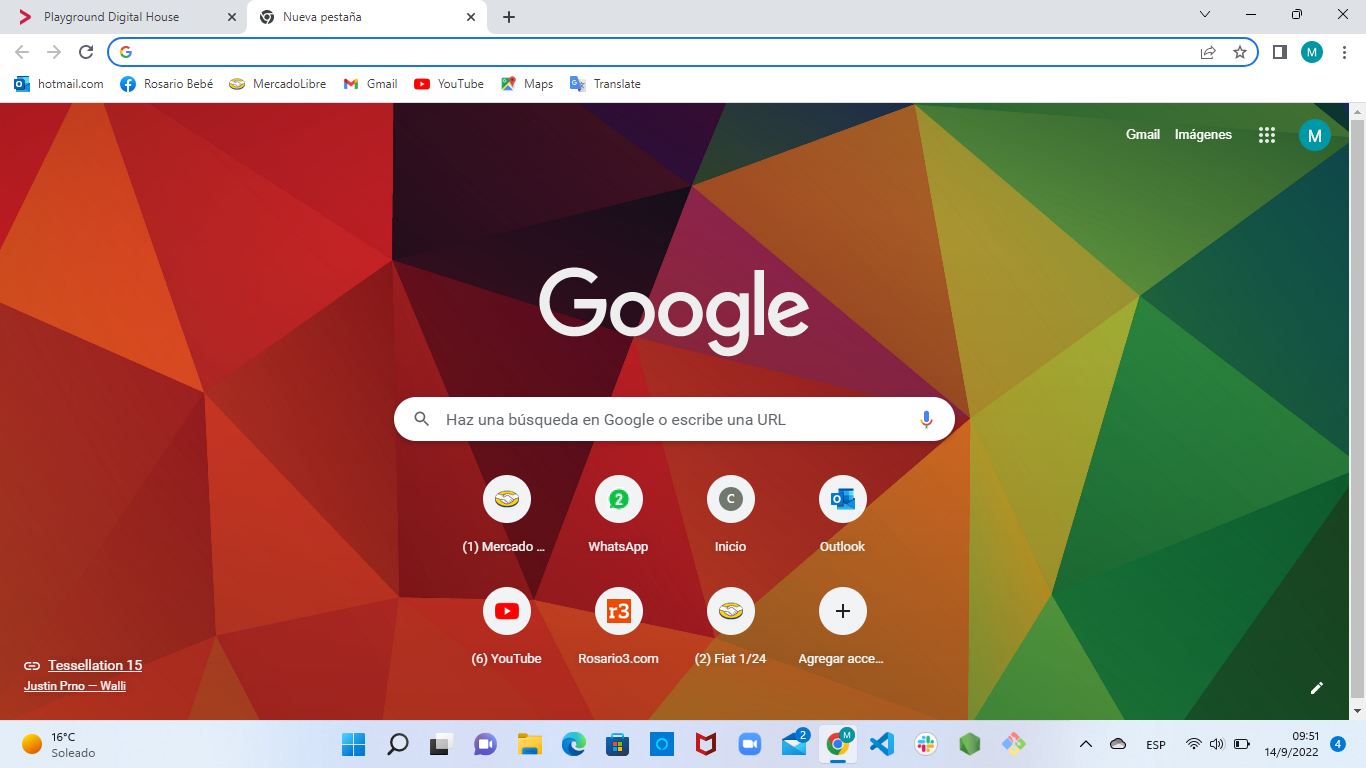 Playground Digital House
Nueva pestaña
hotmail.com
Rosario Bebé
MercadoLibre
Gmail
YouTube
Maps
Translate
M
Gmail
Imágenes
M
Google
Haz una búsqueda en Google o escribe una URL
2
C
(1) Mercado ...
WhatsApp
Inicio
Outlook
r3
(6) YouTube
Rosario3.com
(2) Fiat 1/24
Agregar acce...
Tessellation 15
Justin Prno — Walli
16°C
Soleado
2
M
ESP
09:51
14/9/2022
4